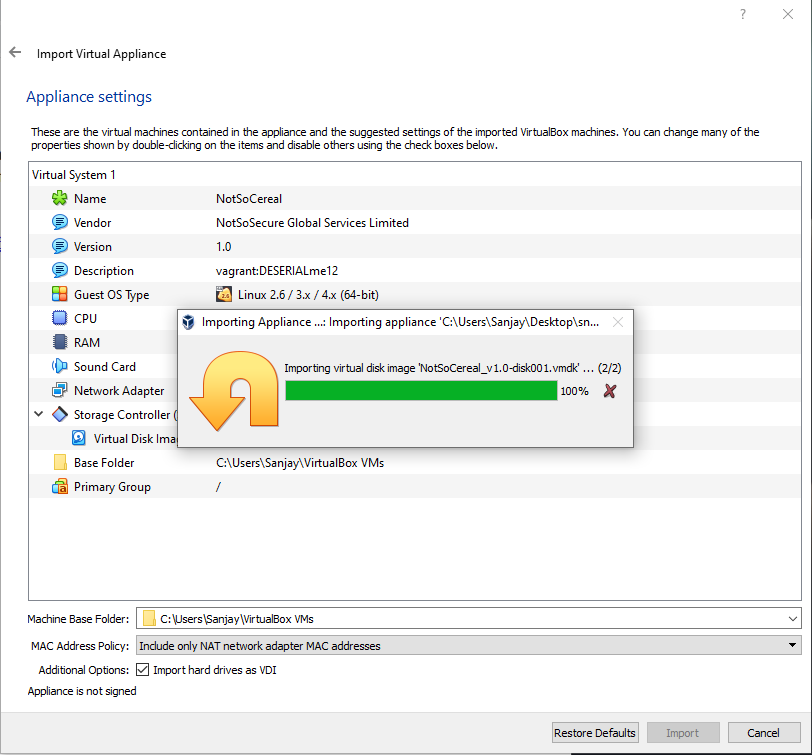 ?
Import Virtual Appliance
Appliance settings
These are the virtual machines contained in the appliance and the suggested settings of the imported VirtualBox machines. You can change many of the
properties shown by double-clicking on the items and disable others using the check boxes below.
Virtual System 1
Name NotSoCereal
Vendor NotSoSecure Global Services Limited
Version 1.0
Description vagrant:DESERIALme12
Guest OS Type Linux 2.6 / 3.x / 4.x (64-bit)
CPU
RAM
Sound Card
Network Adapter
Storage Controller (
Virtual Disk Ima
Base Folder C:\Users\Sanjay\VirtualBox VMs
Primary Group /
Importing Appliance ...: Importing appliance 'C:\Users\Sanjay\Desktop\sn...
Importing virtual disk image 'NotSoCereal_v1.0-disk001.vmdk' ... (2/2)
100%
Machine Base Folder: C:\Users\Sanjay\VirtualBox VMs
MAC Address Policy: Include only NAT network adapter MAC addresses
Additional Options: Import hard drives as VDI
Appliance is not signed
Restore Defaults Import Cancel